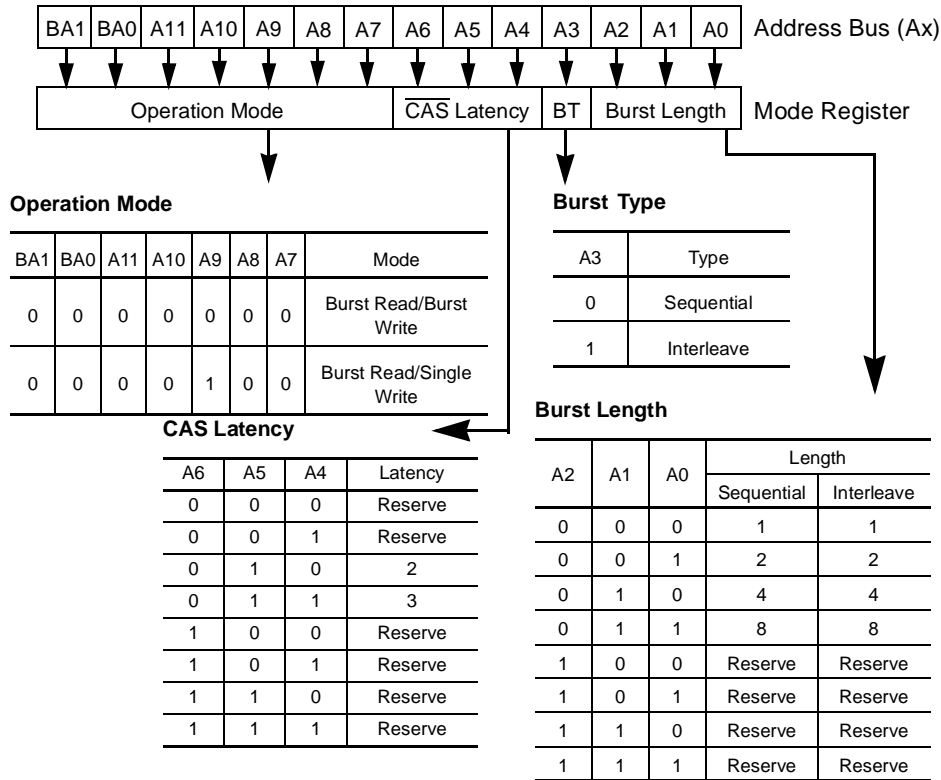 BA1 BA0 A11 A10 A9 A8 A7 A6 A5 A4 A3 A2 A1 A0 Address Bus (Ax)
Operation Mode CAS Latency BT Burst Length Mode Register
Operation Mode
BA1 BA0 A11 A10 A9 A8 A7 Mode
0 0 0 0 0 0 0 Burst Read/Burst
Write
0 0 0 0 1 0 0 Burst Read/Single
Write
Burst Type
A3 Type
0 Sequential
1 Interleave
CAS Latency
A6 A5 A4 Latency
0 0 0 Reserve
0 0 1 Reserve
0 1 0 2
0 1 1 3
1 0 0 Reserve
1 0 1 Reserve
1 1 0 Reserve
1 1 1 Reserve
Burst Length
A2 A1 A0 Length
Sequential Interleave
0 0 0 1 1
0 0 1 2 2
0 1 0 4 4
0 1 1 8 8
1 0 0 Reserve Reserve
1 0 1 Reserve Reserve
1 1 0 Reserve Reserve
1 1 1 Reserve Reserve